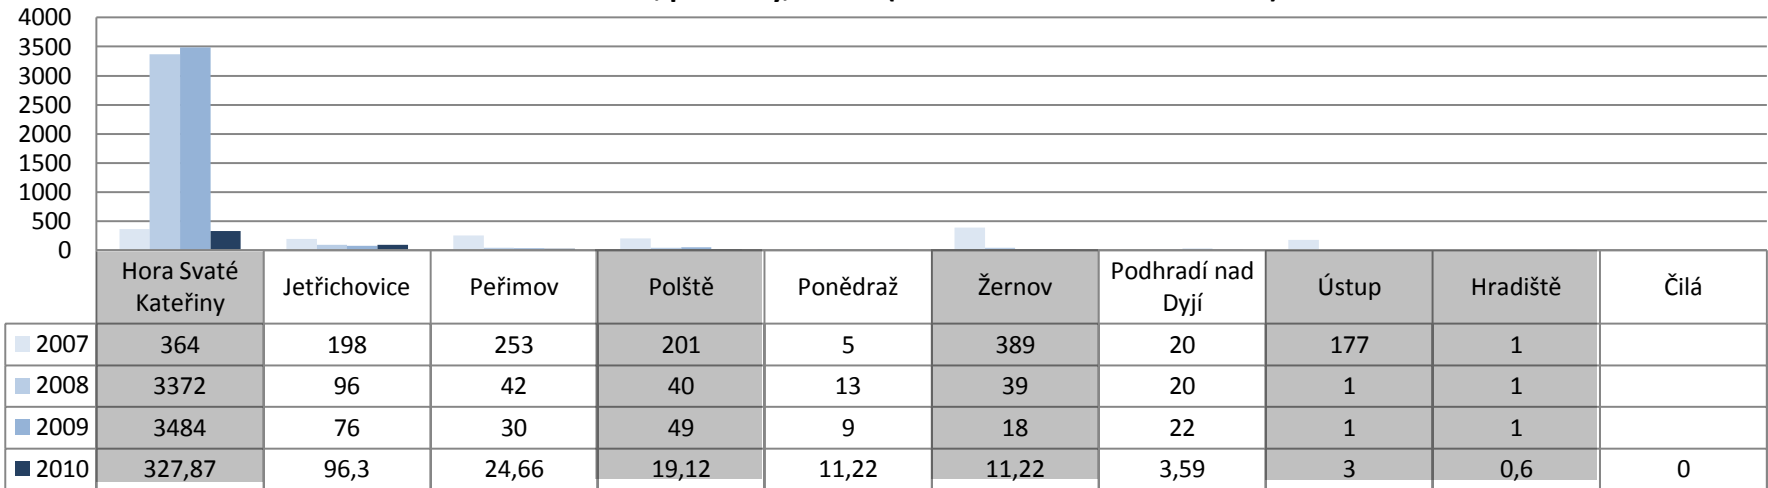 4000
3500
3000
2500
2000
1500
1000
500
0
Hora Svaté Kateřiny Jetřichovice Peřimov Polště Ponědraž Žernov Podhradí nad Dyjí Ústup Hradiště Čilá
2007 364 198 253 201 5 389 20 177 1
2008 3372 96 42 40 13 39 20 1 1
2009 3484 76 30 49 9 18 22 1 1
2010 327,87 96,3 24,66 19,12 11,22 11,22 3,59 3 0,6 0